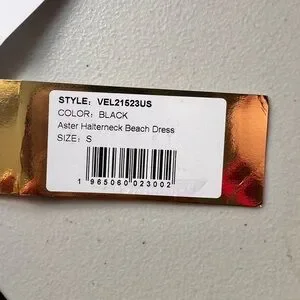 STYLE: VEL21523US
COLOR: BLACK
Aster Halterneck Beach Dress
SIZE: S
1 965060 023002